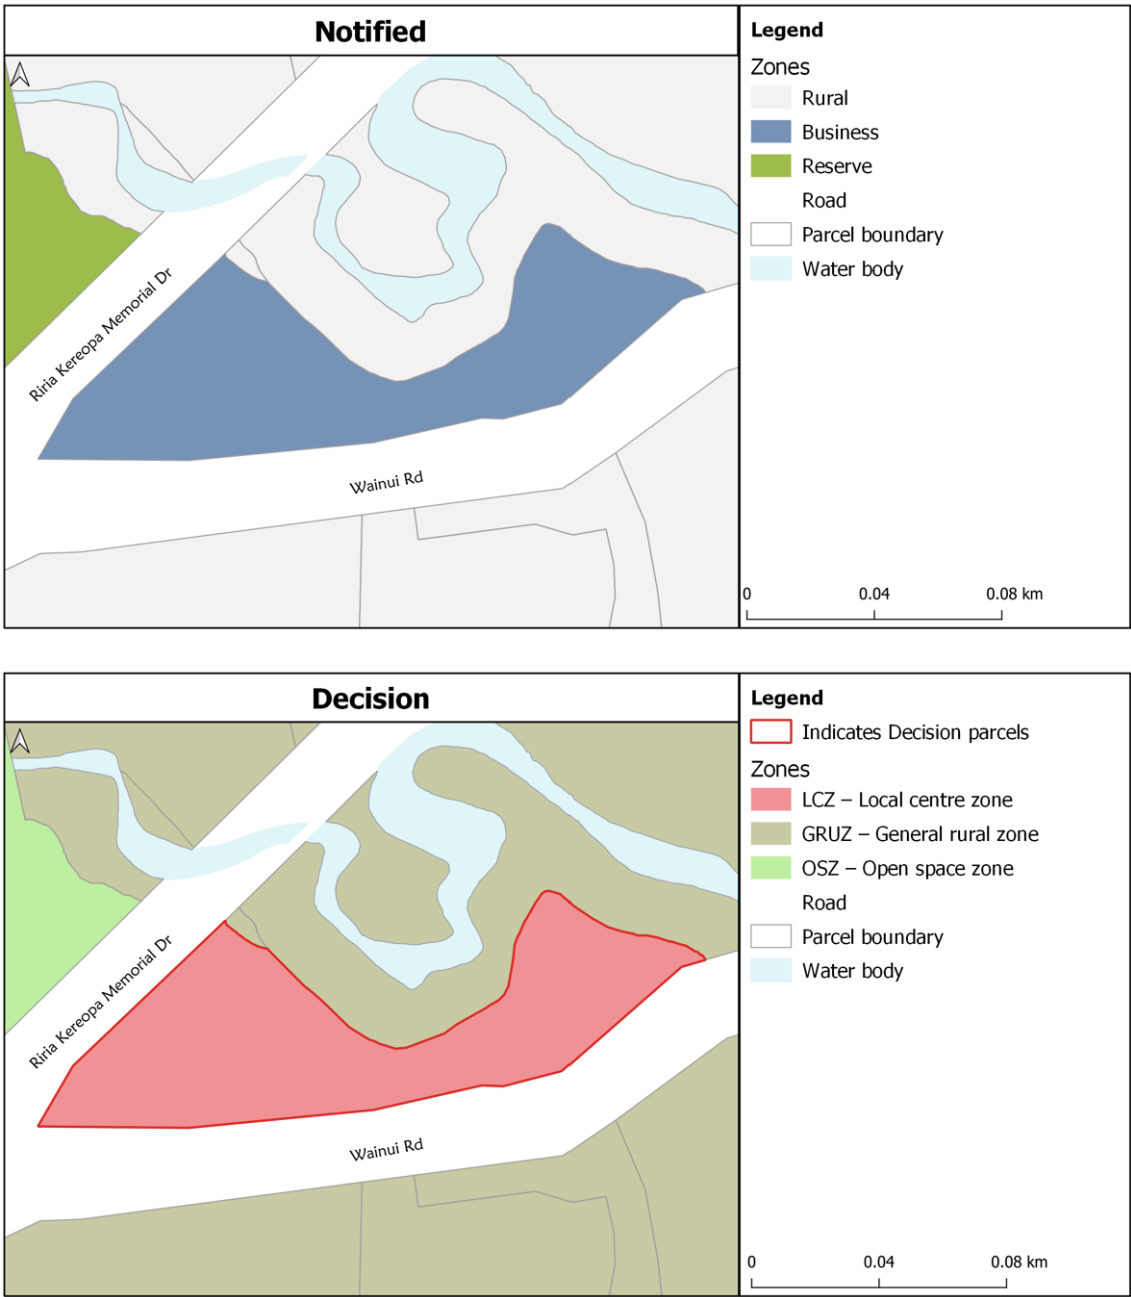 Notified
Legend
Zones
Rural
Business
Reserve
Road
Parcel boundary
Water body
Riria Kereopa Memorial Dr
Wainui Rd
0 0.04 0.08 km
Decision
Legend
Indicates Decision parcels
Zones
LCZ – Local centre zone
GRUZ – General rural zone
OSZ – Open space zone
Road
Parcel boundary
Water body
Riria Kereopa Memorial Dr
Wainui Rd
0 0.04 0.08 km